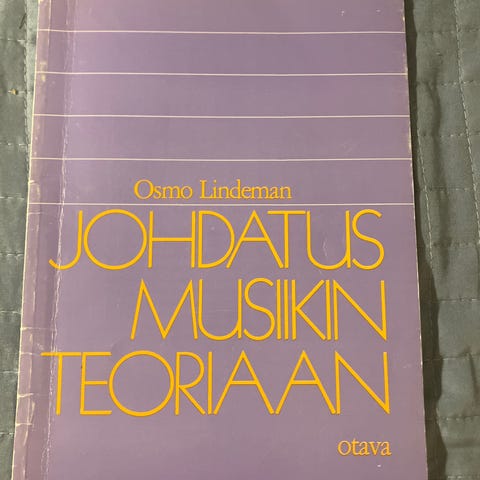 Osmo Lindeman
JOHDATUS
MUSIIKIN
TEORIAAN
otava